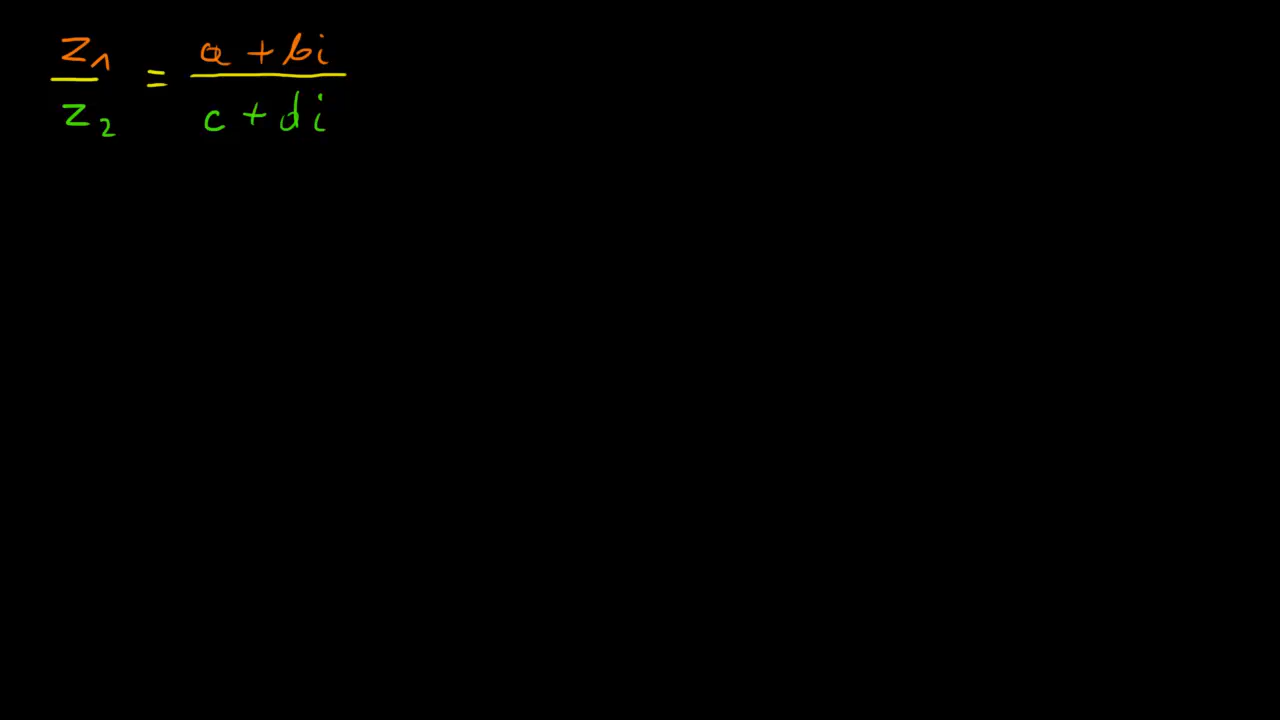 z₁/z₂ = (a + bi)/(c + di)